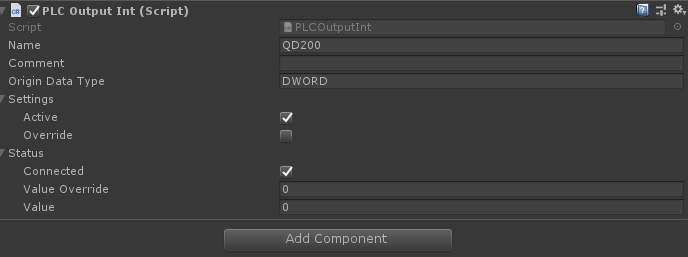 PLC Output Int (Script)
Script PLCOutputInt
Name QD200
Comment
Origin Data Type DWORD
Settings
Active
Override
Status
Connected
Value Override 0
Value 0
Add Component